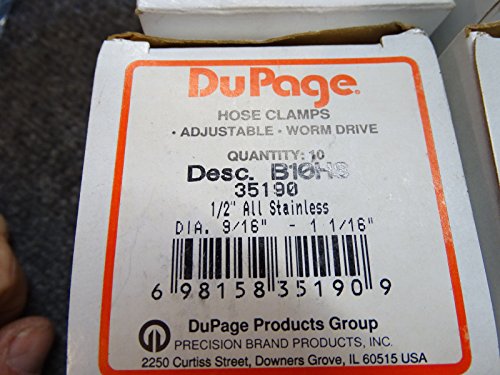 DuPage®
HOSE CLAMPS
• ADJUSTABLE • WORM DRIVE
QUANTITY: 10
Desc. B10HS
35190
1/2" All Stainless
DIA. 9/16" - 1 1/16"
6 98158 35190 9
DuPage Products Group
PRECISION BRAND PRODUCTS, INC.
2250 Curtiss Street, Downers Grove, IL 60515 USA